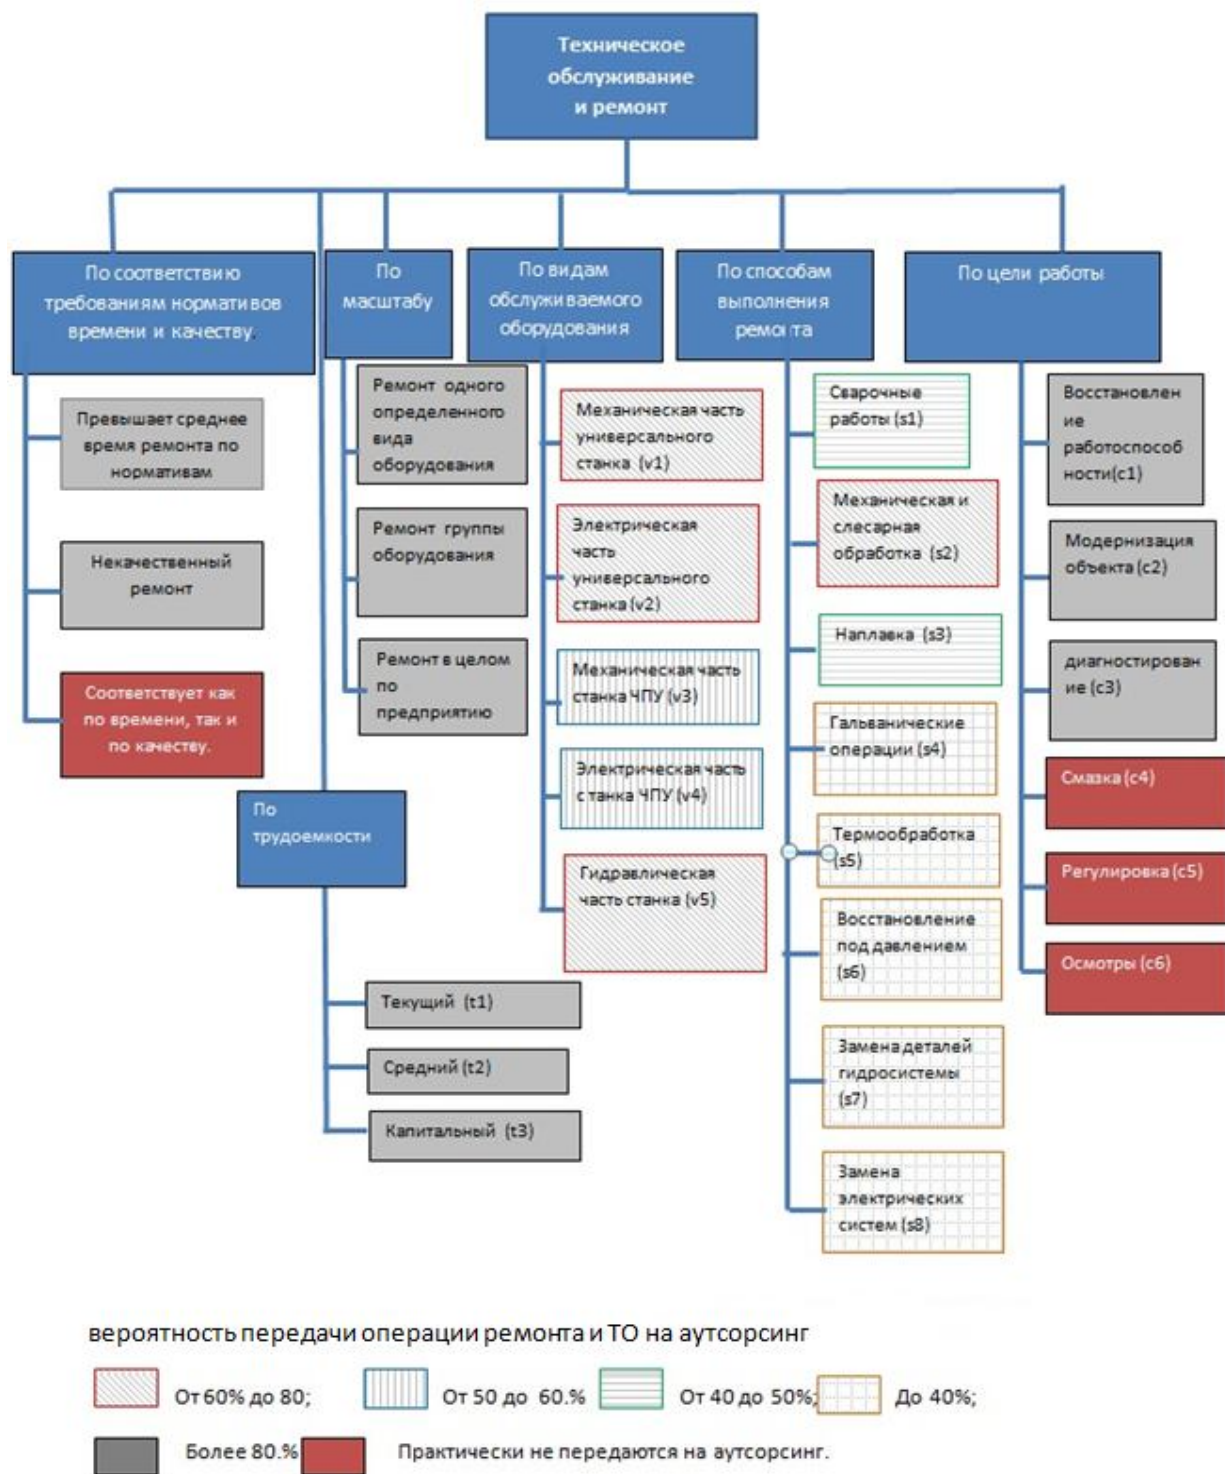 Техническое
обслуживание
и ремонт
По соответствию
требованиям нормативов
времени и качеству.
По
масштабу
По видам
обслуживаемого
оборудования
По способам
выполнения
ремонта
По цели работы
Превышает среднее
время ремонта по
нормативам
Некачественный
ремонт
Соответствует как
по времени, так и
по качеству.
Ремонт одного
определенного
вида
оборудования
Ремонт группы
оборудования
Ремонт в целом
по
предприятию
По
трудоемкости
Текущий (t1)
Средний (t2)
Капитальный (t3)
Механическая часть
универсального
станка (v1)
Электрическая
часть
универсального
станка (v2)
Механическая часть
станка ЧПУ (v3)
Электрическая часть
с танка ЧПУ (v4)
Гидравлическая
часть станка (v5)
Сварочные
работы (s1)
Механическая и
слесарная
обработка (s2)
Наплавка (s3)
Гальванические
операции (s4)
Термообработка
(s5)
Восстановление
под давлением
(s6)
Замена деталей
гидросистемы
(s7)
Замена
электрических
систем (s8)
Восстановлен
ие
работоспособ
ности(c1)
Модернизация
объекта (c2)
диагностирован
ие (c3)
Смазка (c4)
Регулировка (c5)
Осмотры (c6)
вероятность передачи операции ремонта и ТО на аутсорсинг
От 60% до 80;
От 50 до 60.%
От 40 до 50%;
До 40%;
Более 80.%
Практически не передаются на аутсорсинг.